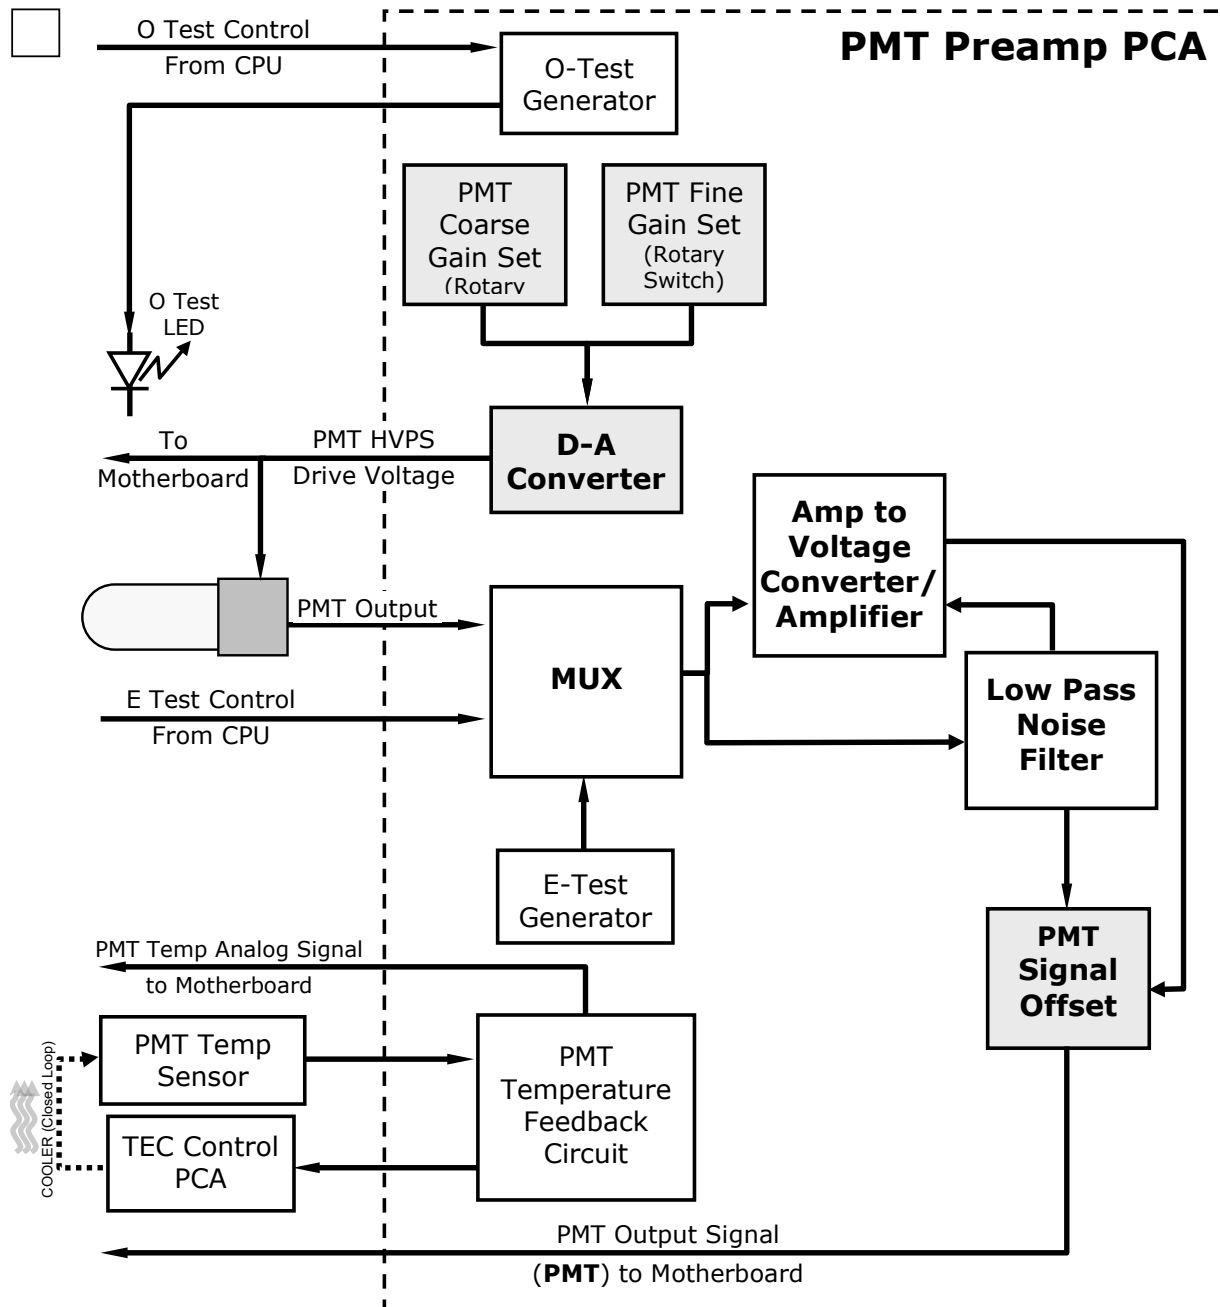 O Test Control
From CPU
PMT Preamp PCA
O-Test
Generator
PMT
Coarse
Gain Set
(Rotary
PMT Fine
Gain Set
(Rotary
Switch)
O Test
LED
To
Motherboard
PMT HVPS
Drive Voltage
D-A
Converter
Amp to
Voltage
Converter/
Amplifier
PMT Output
MUX
Low Pass
Noise
Filter
E Test Control
From CPU
E-Test
Generator
PMT
Signal
Offset
PMT Temp Analog Signal
to Motherboard
PMT Temp
Sensor
PMT
Temperature
Feedback
Circuit
COOLER (Closed Loop)
TEC Control
PCA
PMT Output Signal
(PMT) to Motherboard